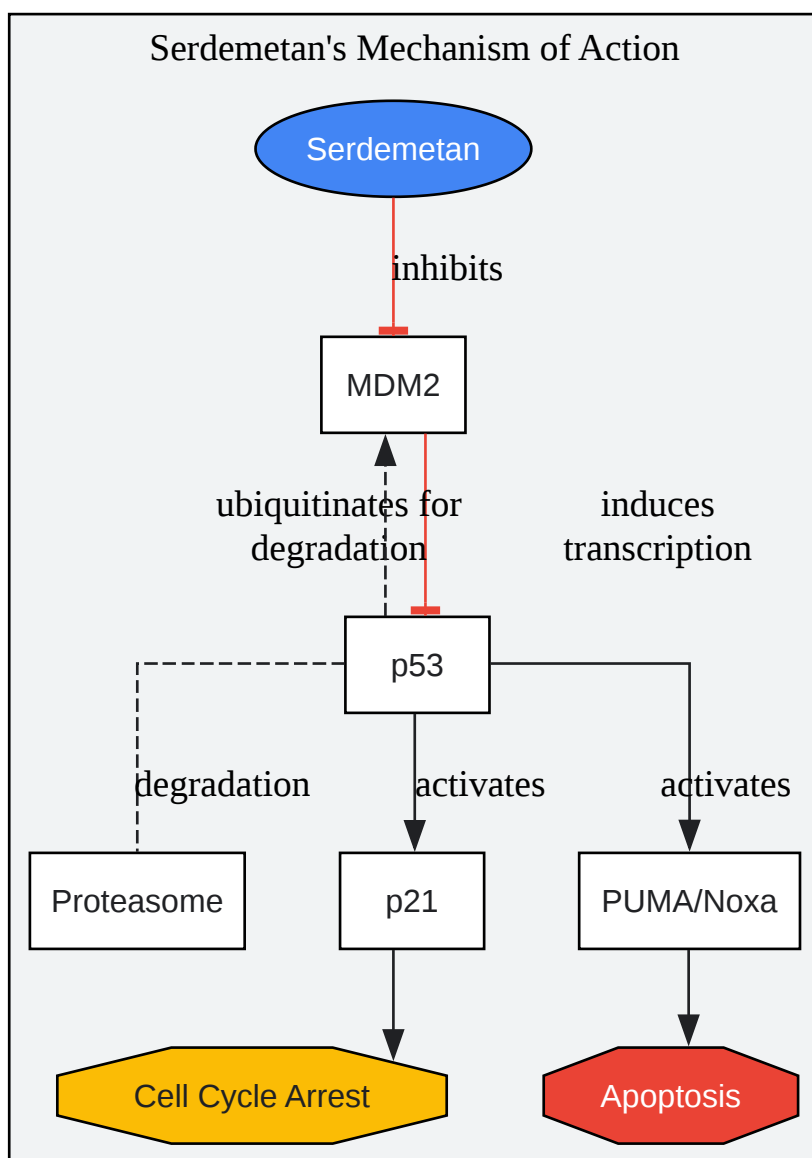 Serdemetan's Mechanism of Action
Serdemetan
inhibits
MDM2
ubiquitinates for
degradation
induces
transcription
p53
degradation
activates
activates
Proteasome
p21
PUMA/Noxa
Cell Cycle Arrest
Apoptosis